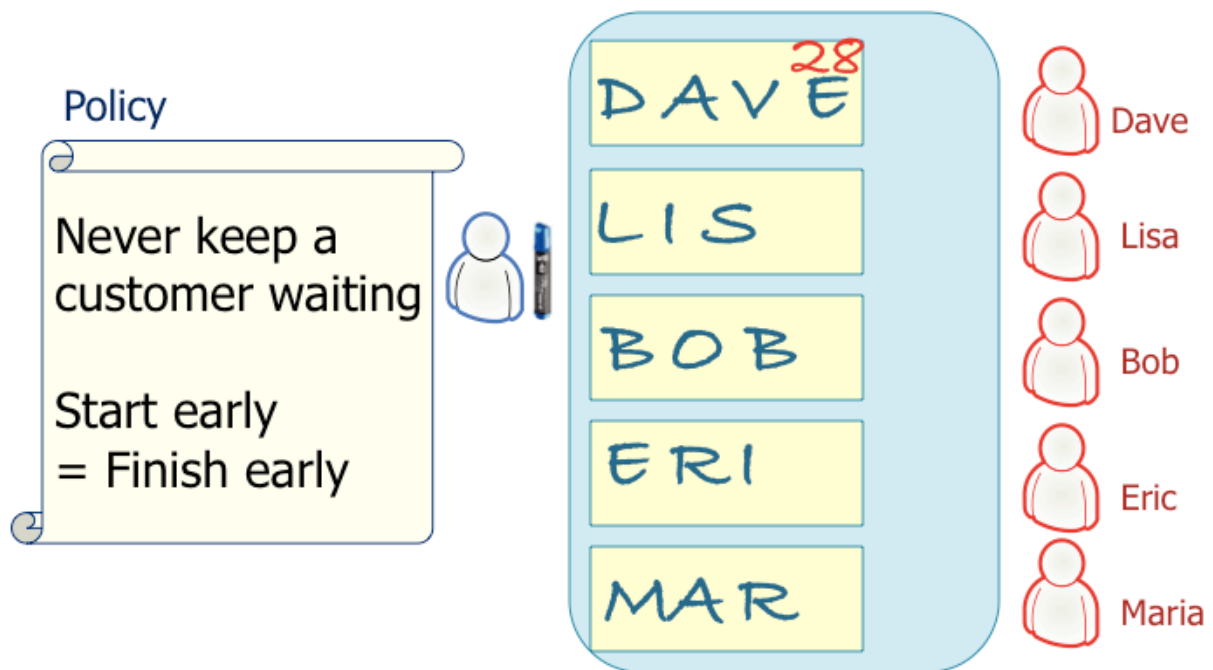 Policy
Never keep a
customer waiting
Start early
= Finish early
28
DAVE
Dave
LIS
Lisa
BOB
Bob
ERI
Eric
MAR
Maria